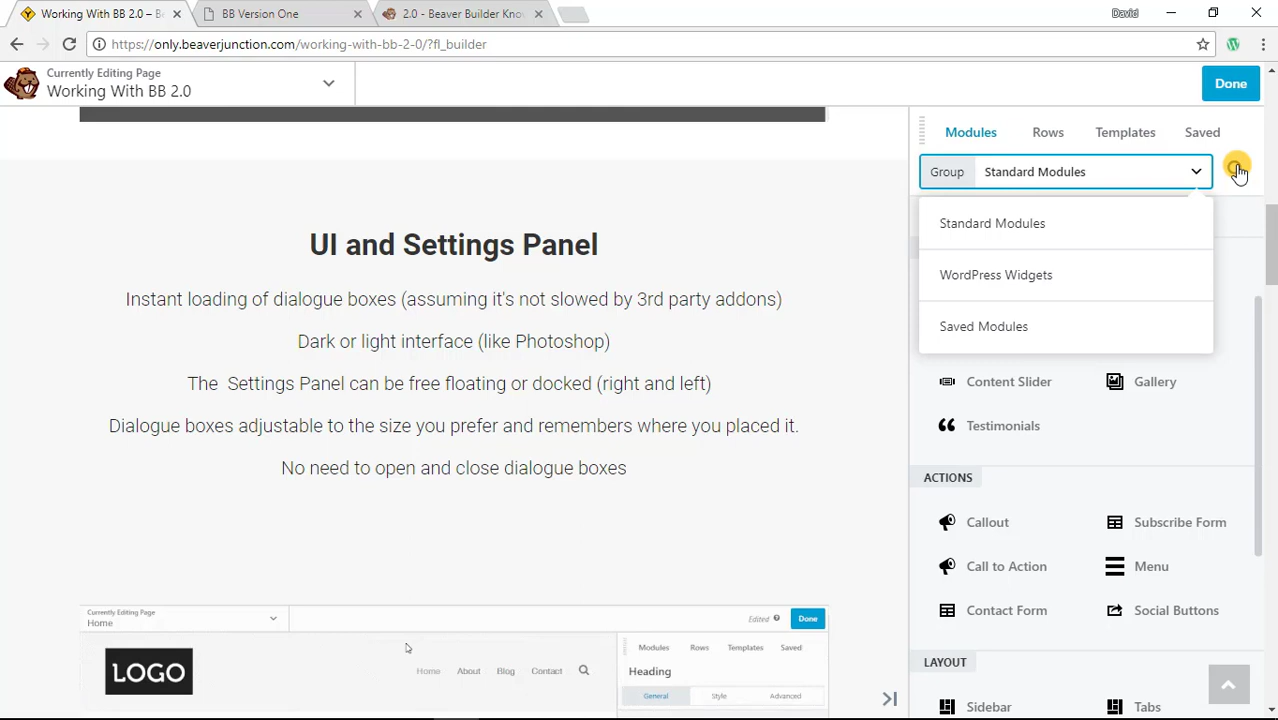 Working With BB 2.0 – Be
BB Version One
2.0 - Beaver Builder Kno
David
https://only.beaverjunction.com/working-with-bb-2-0/?fl_builder
Currently Editing Page
Working With BB 2.0
Done
Modules
Rows
Templates
Saved
Group
Standard Modules
Standard Modules
WordPress Widgets
Saved Modules
UI and Settings Panel
Instant loading of dialogue boxes (assuming it's not slowed by 3rd party addons)
Dark or light interface (like Photoshop)
The Settings Panel can be free floating or docked (right and left)
Dialogue boxes adjustable to the size you prefer and remembers where you placed it.
No need to open and close dialogue boxes
Content Slider
Gallery
Testimonials
ACTIONS
Callout
Subscribe Form
Call to Action
Menu
Contact Form
Social Buttons
LAYOUT
Sidebar
Tabs
Currently Editing Page
Home
Edited
Done
LOGO
Home
About
Blog
Contact
Modules
Rows
Templates
Saved
Heading
General
Style
Advanced